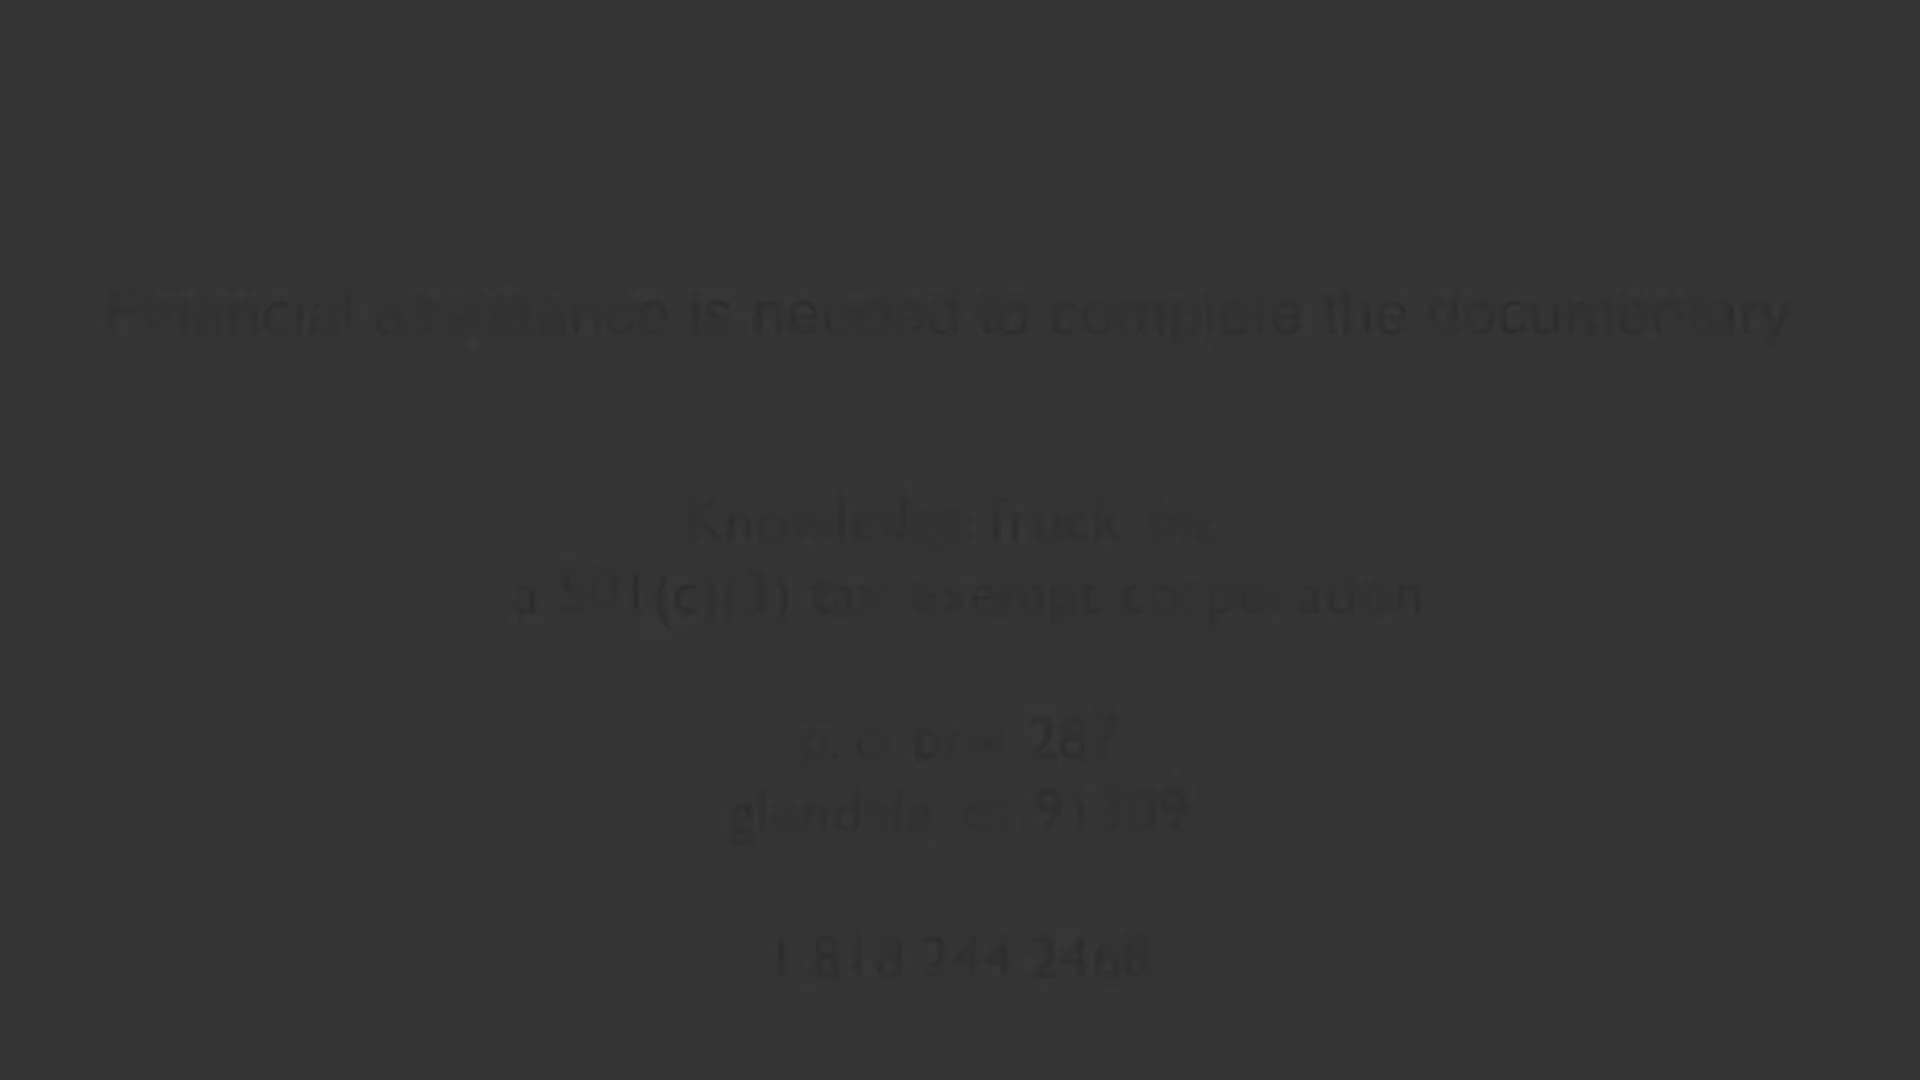 Financial assistance is needed to complete the documentary
Knowledge Truck, Inc
a 501(c)(3) tax-exempt corporation
p. o. box 287
glendale, ca. 91209
1.818.244.2468